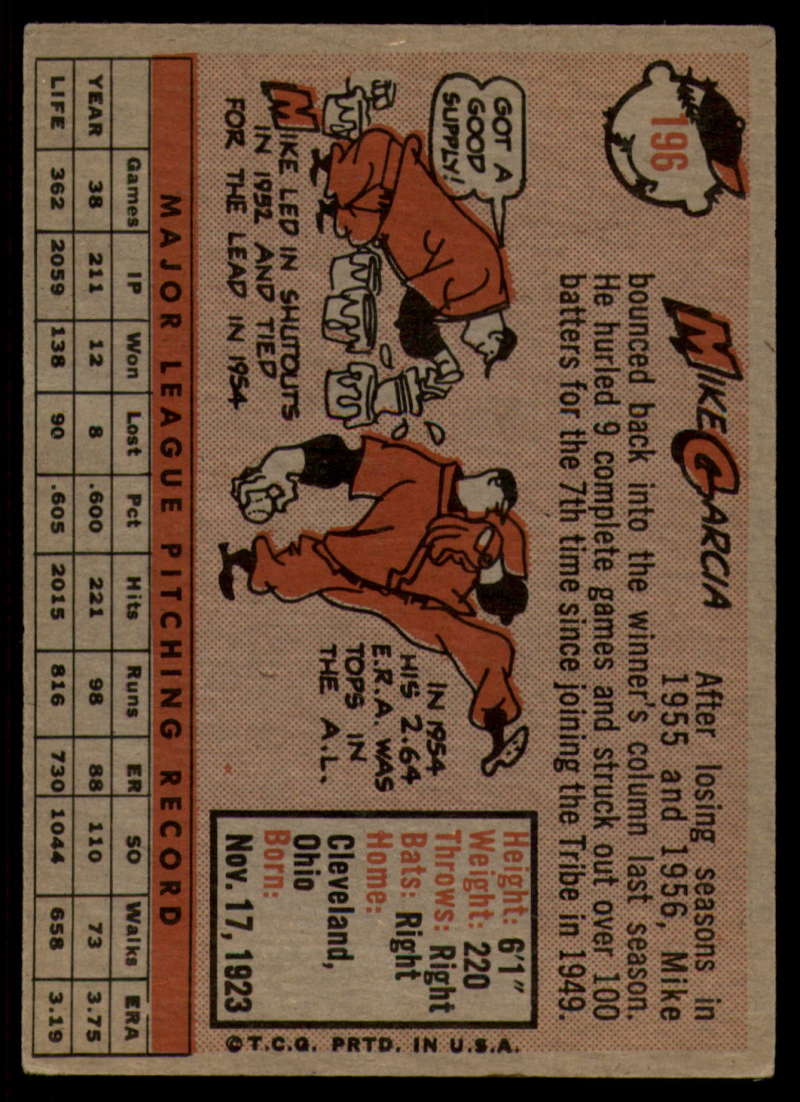 196
MIKE GARCIA
After losing seasons in
1955 and 1956, Mike
bounced back into the winner's column last season.
He hurled 9 complete games and struck out over 100
batters for the 7th time since joining the Tribe in 1949.
GOT A
GOOD
SUPPLY!
MIKE LED IN SHUTOUTS
IN 1952 AND TIED
FOR THE LEAD IN 1954
IN 1954
HIS 2.64
E.R.A. WAS
TOPS IN
THE A.L.
Height: 6'1"
Weight: 220
Throws: Right
Bats: Right
Home:
Cleveland,
Ohio
Born:
Nov. 17, 1923
©T.C.G. PRTD. IN U.S.A.
MAJOR LEAGUE PITCHING RECORD
Games IP Won Lost Pct Hits Runs ER SO Walks ERA
YEAR 38 211 12 8 .600 221 98 88 110 73 3.75
LIFE 362 2059 138 90 .605 2015 816 730 1044 658 3.19